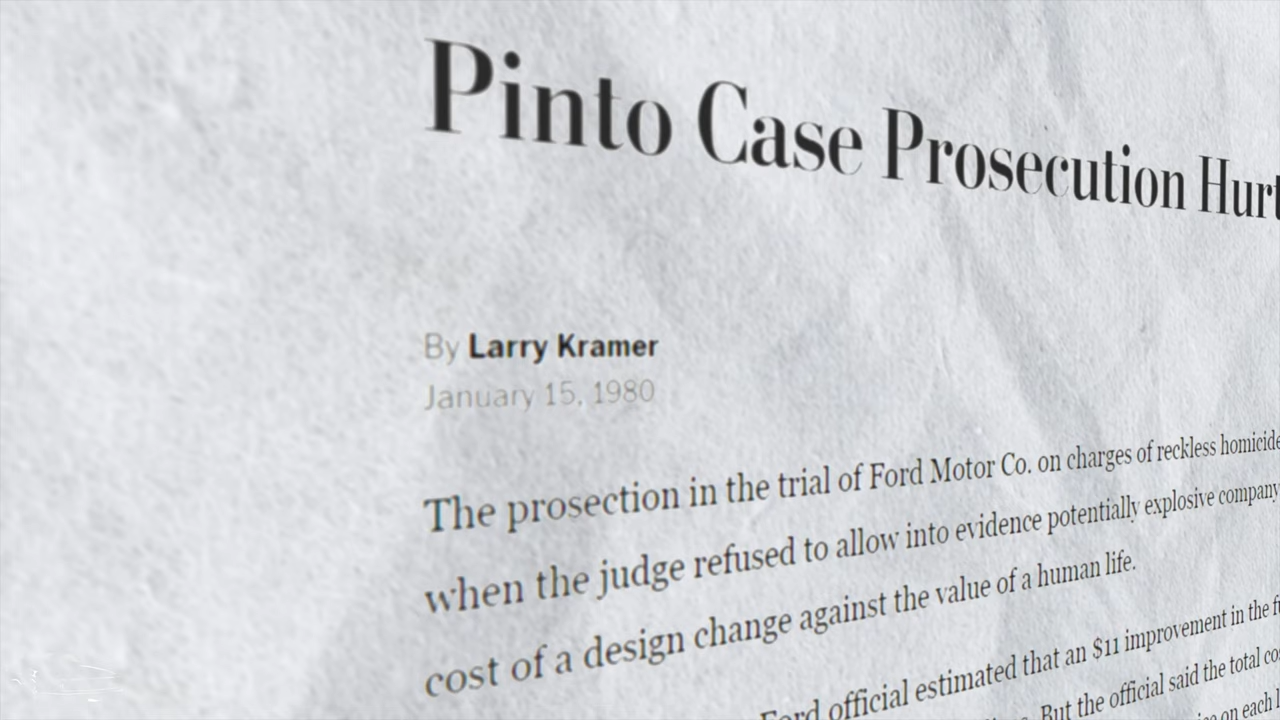 Pinto Case Prosecution Hurt
By Larry Kramer
January 15, 1980
The prosection in the trial of Ford Motor Co. on charges of reckless homicide
when the judge refused to allow into evidence potentially explosive company
cost of a design change against the value of a human life.
Ford official estimated that an $11 improvement in the
But the official said the total
on each